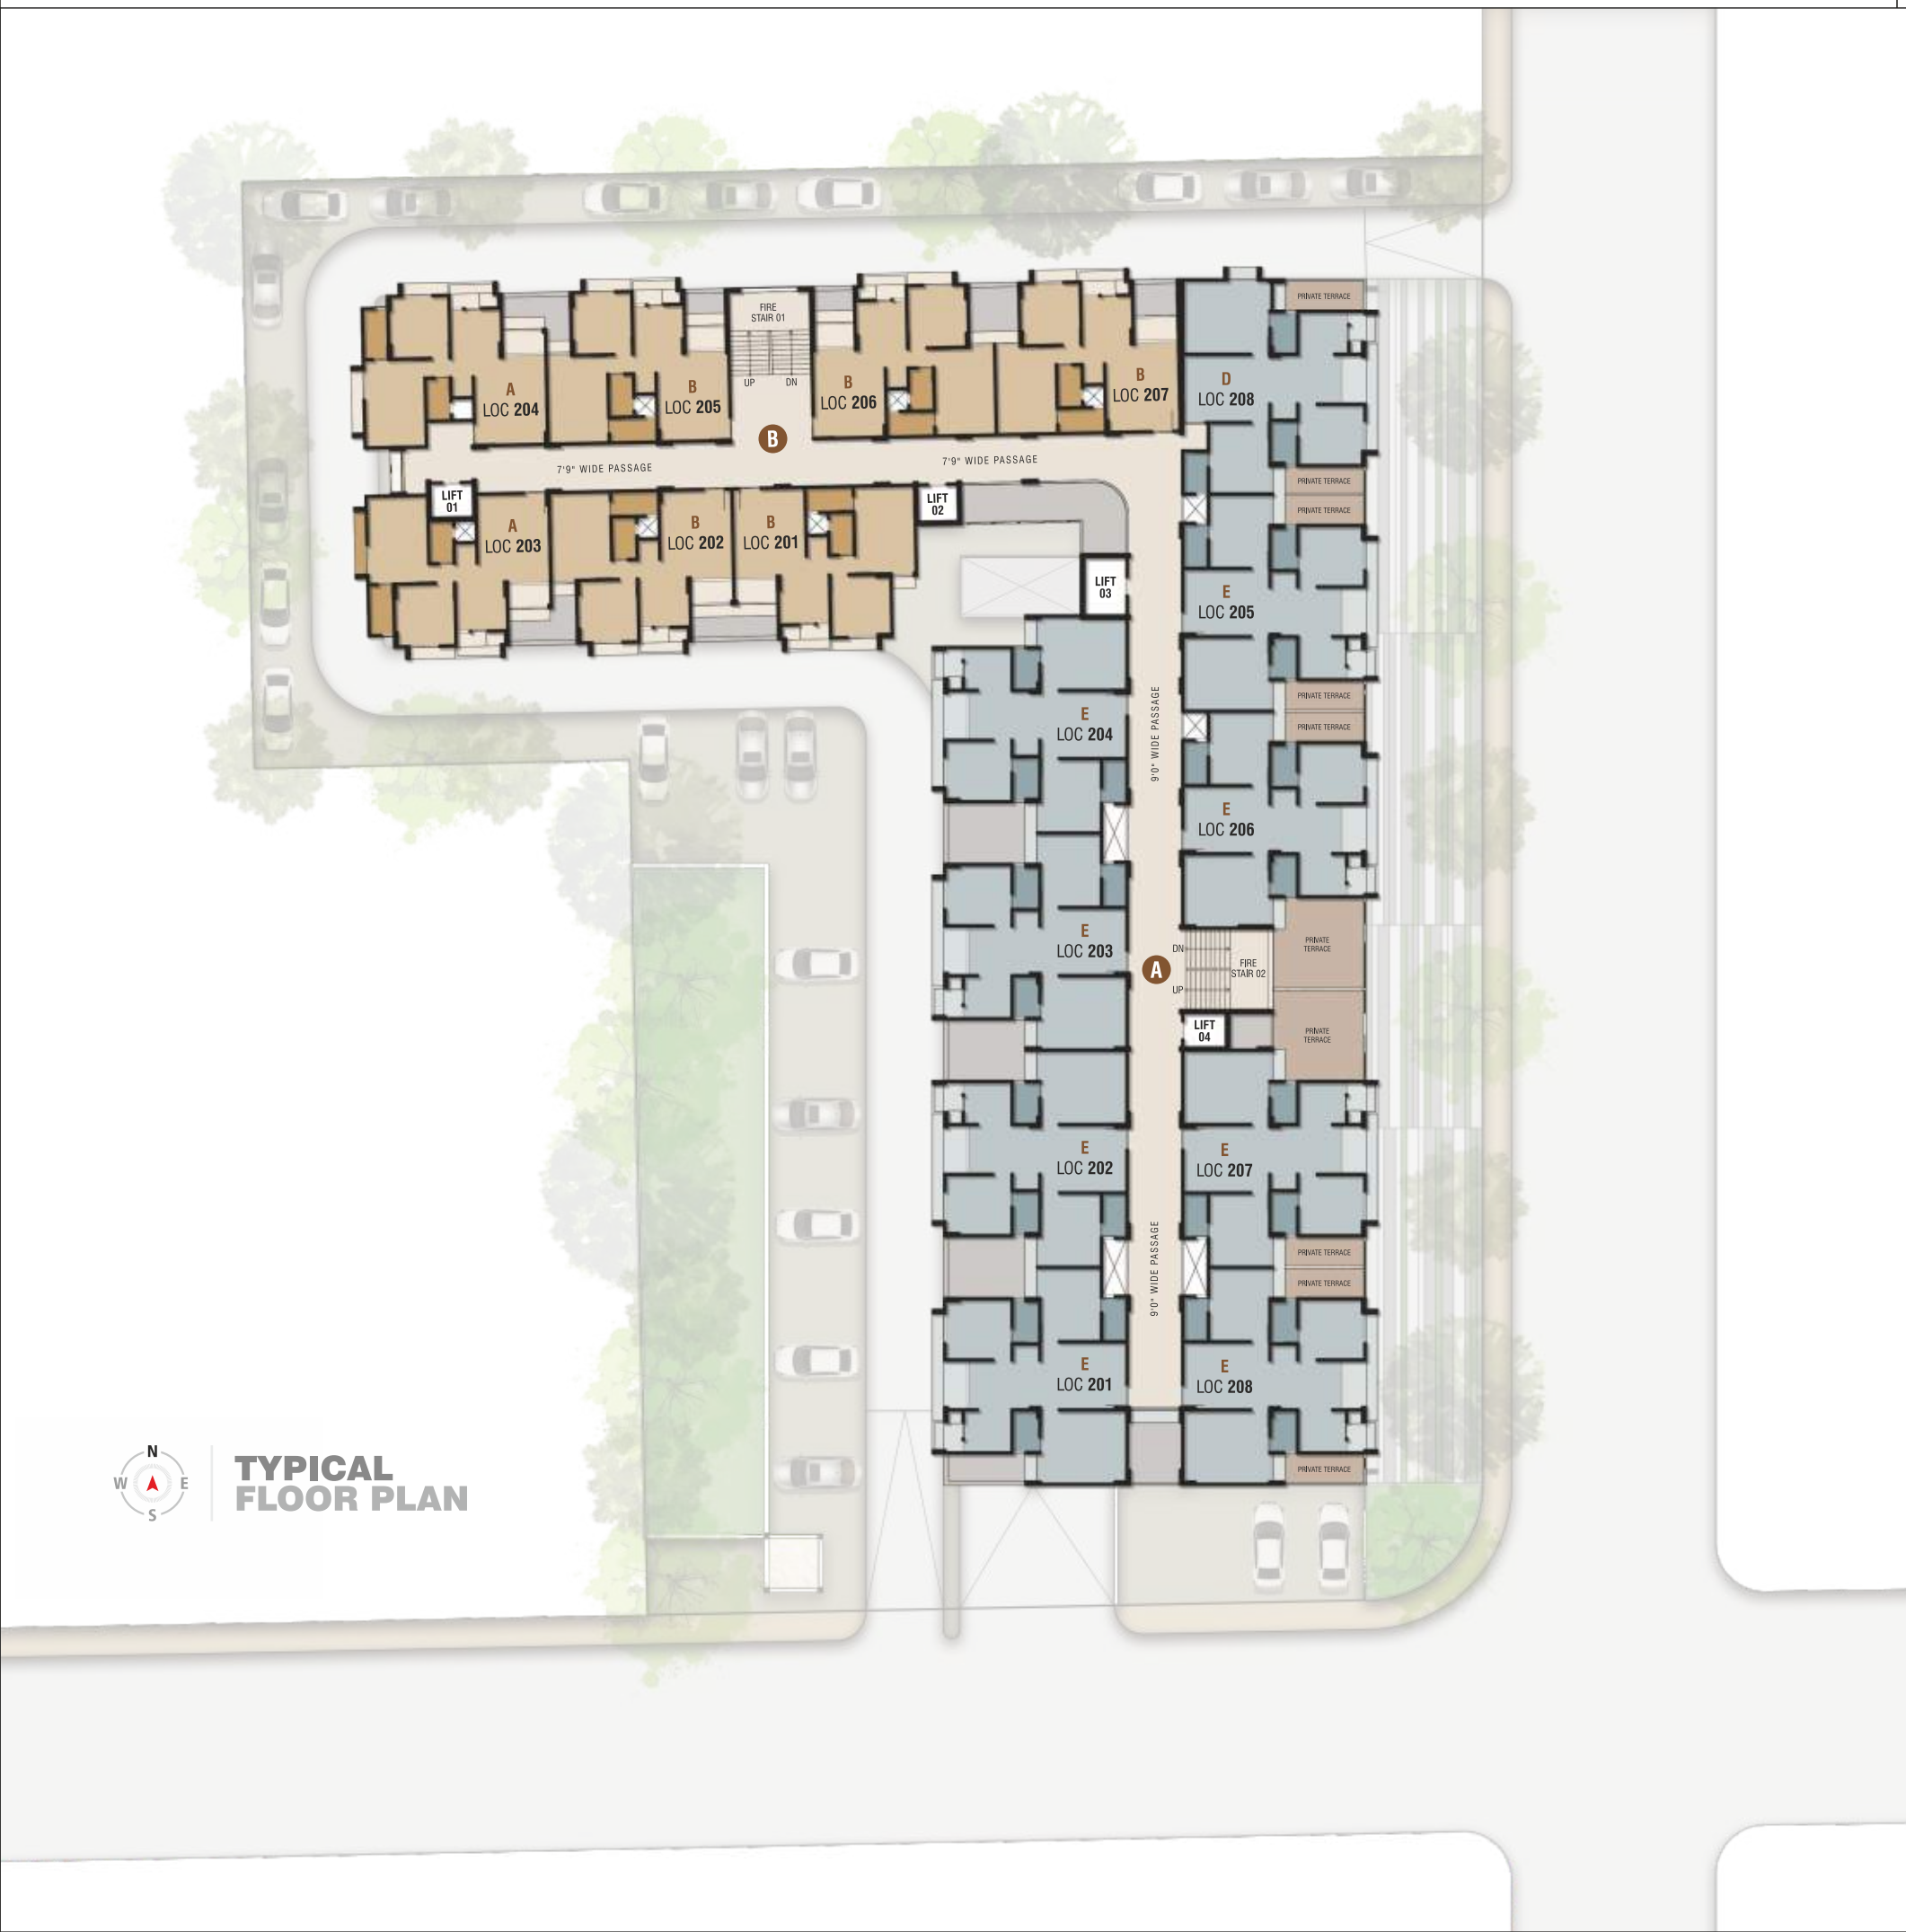 FIRE
STAIR 01
UP DN
PRIVATE TERRACE
A
LOC 204
B
LOC 205
B
LOC 206
B
LOC 207
D
LOC 208
B
7'9" WIDE PASSAGE
7'9" WIDE PASSAGE
PRIVATE TERRACE
PRIVATE TERRACE
LIFT
01
A
LOC 203
B
LOC 202
B
LOC 201
LIFT
02
LIFT
03
E
LOC 205
E
LOC 204
9'0" WIDE PASSAGE
PRIVATE TERRACE
PRIVATE TERRACE
E
LOC 206
E
LOC 203
A
DN
UP
FIRE
STAIR 02
PRIVATE
TERRACE
LIFT
04
PRIVATE
TERRACE
E
LOC 202
E
LOC 207
9'0" WIDE PASSAGE
PRIVATE TERRACE
PRIVATE TERRACE
E
LOC 201
E
LOC 208
PRIVATE TERRACE
N
W E
S
TYPICAL
FLOOR PLAN